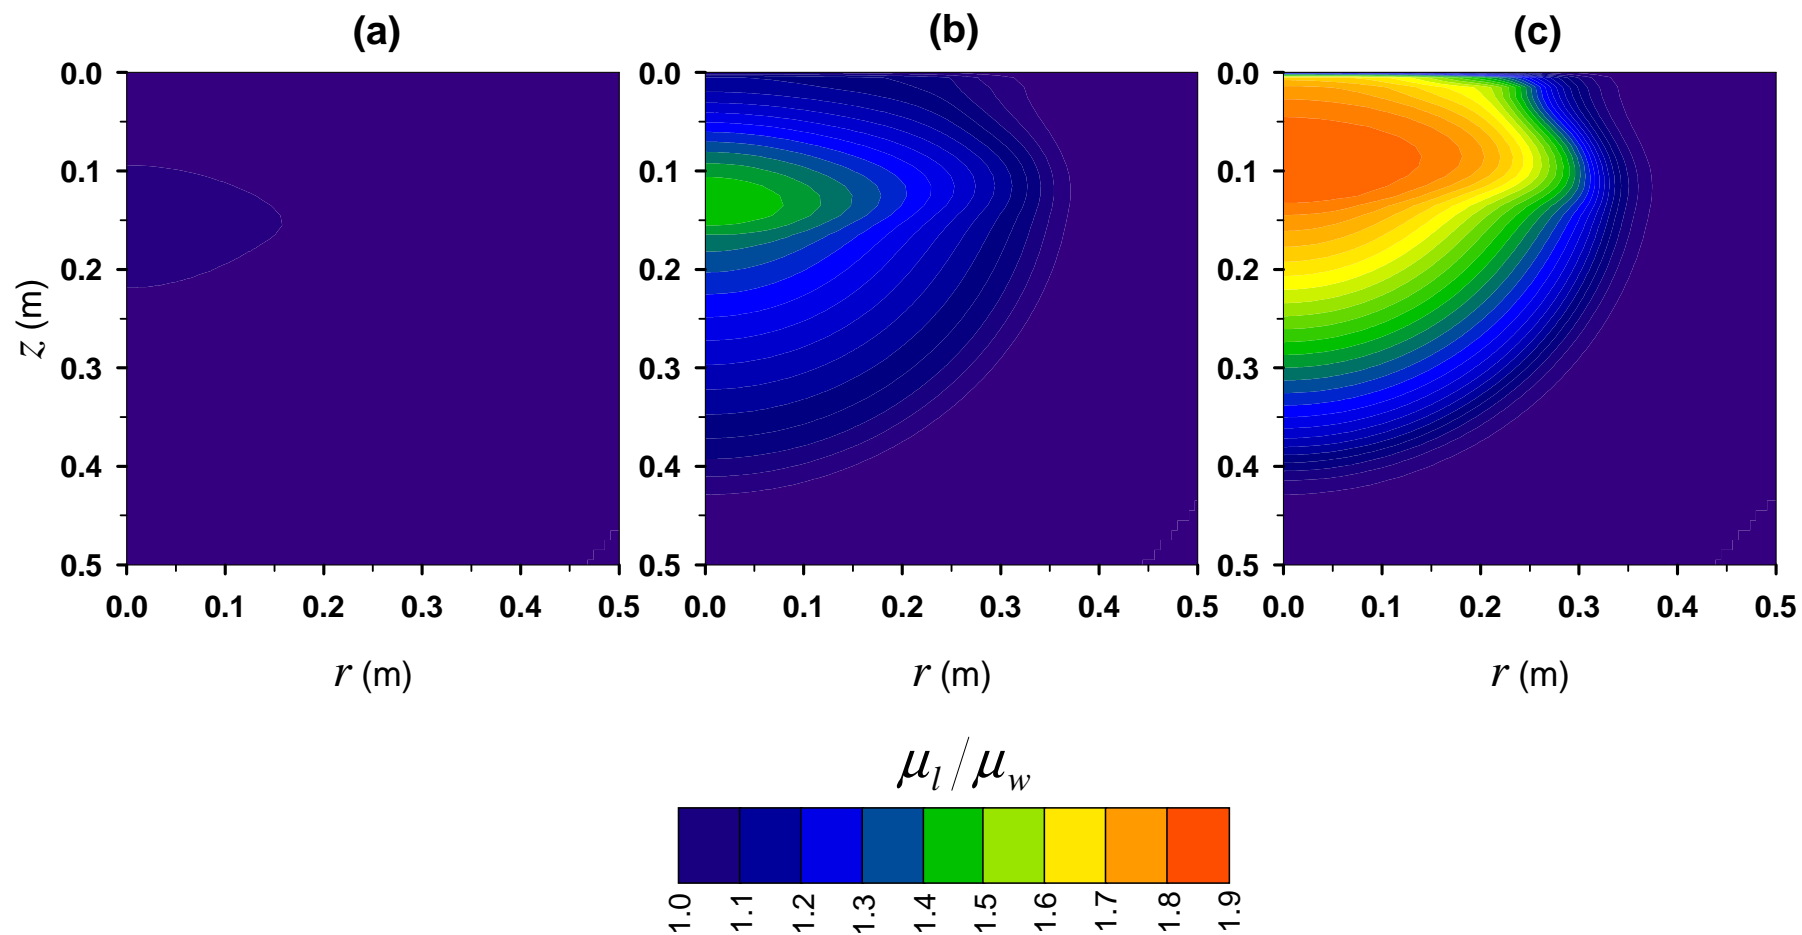 (a) (b) (c)
0.0 0.0 0.0
0.1 0.1 0.1
0.2 0.2 0.2
z (m)
0.3 0.3 0.3
0.4 0.4 0.4
0.5 0.5 0.5
0.0 0.1 0.2 0.3 0.4 0.5 0.0 0.1 0.2 0.3 0.4 0.5 0.0 0.1 0.2 0.3 0.4 0.5
r (m) r (m) r (m)
μl/μw
1.0 1.1 1.2 1.3 1.4 1.5 1.6 1.7 1.8 1.9